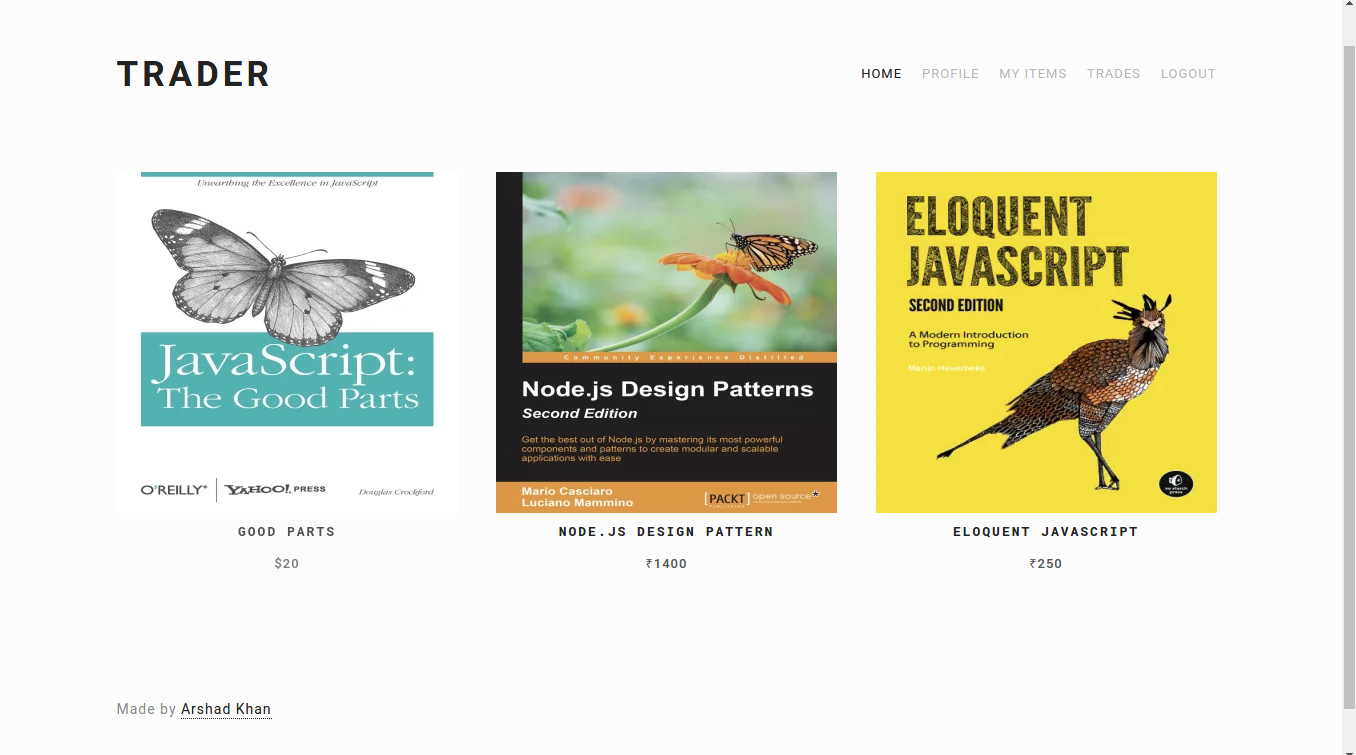 TRADER
HOME PROFILE MY ITEMS TRADES LOGOUT
Unearthing the Excellence in JavaScript
JavaScript:
The Good Parts
O'REILLY® YAHOO! PRESS
Douglas Crockford
GOOD PARTS
$20
Community Experience Distilled
Node.js Design Patterns
Second Edition
Get the best out of Node.js by mastering its most powerful
components and patterns to create modular and scalable
applications with ease
Mario Casciaro
Luciano Mammino
[PACKT] open source*
PUBLISHING
NODE.JS DESIGN PATTERN
₹1400
ELOQUENT
JAVASCRIPT
SECOND EDITION
A Modern Introduction
to Programming
Marijn Haverbeke
no starch
press
ELOQUENT JAVASCRIPT
₹250
Made by Arshad Khan